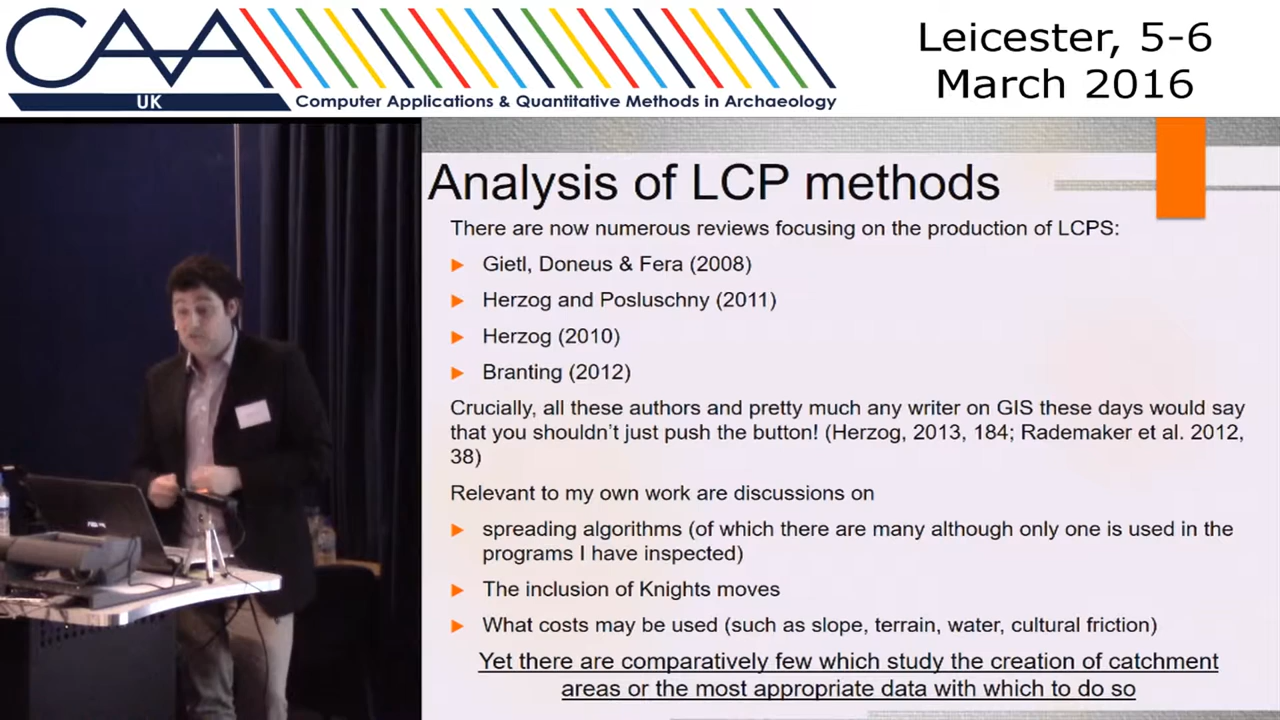 CAA
UK
Computer Applications & Quantitative Methods in Archaeology
Leicester, 5-6
March 2016
Analysis of LCP methods
There are now numerous reviews focusing on the production of LCPS:
Gietl, Doneus & Fera (2008)
Herzog and Posluschny (2011)
Herzog (2010)
Branting (2012)
Crucially, all these authors and pretty much any writer on GIS these days would say
that you shouldn't just push the button! (Herzog, 2013, 184; Rademaker et al. 2012,
38)
Relevant to my own work are discussions on
spreading algorithms (of which there are many although only one is used in the
programs I have inspected)
The inclusion of Knights moves
What costs may be used (such as slope, terrain, water, cultural friction)
Yet there are comparatively few which study the creation of catchment
areas or the most appropriate data with which to do so